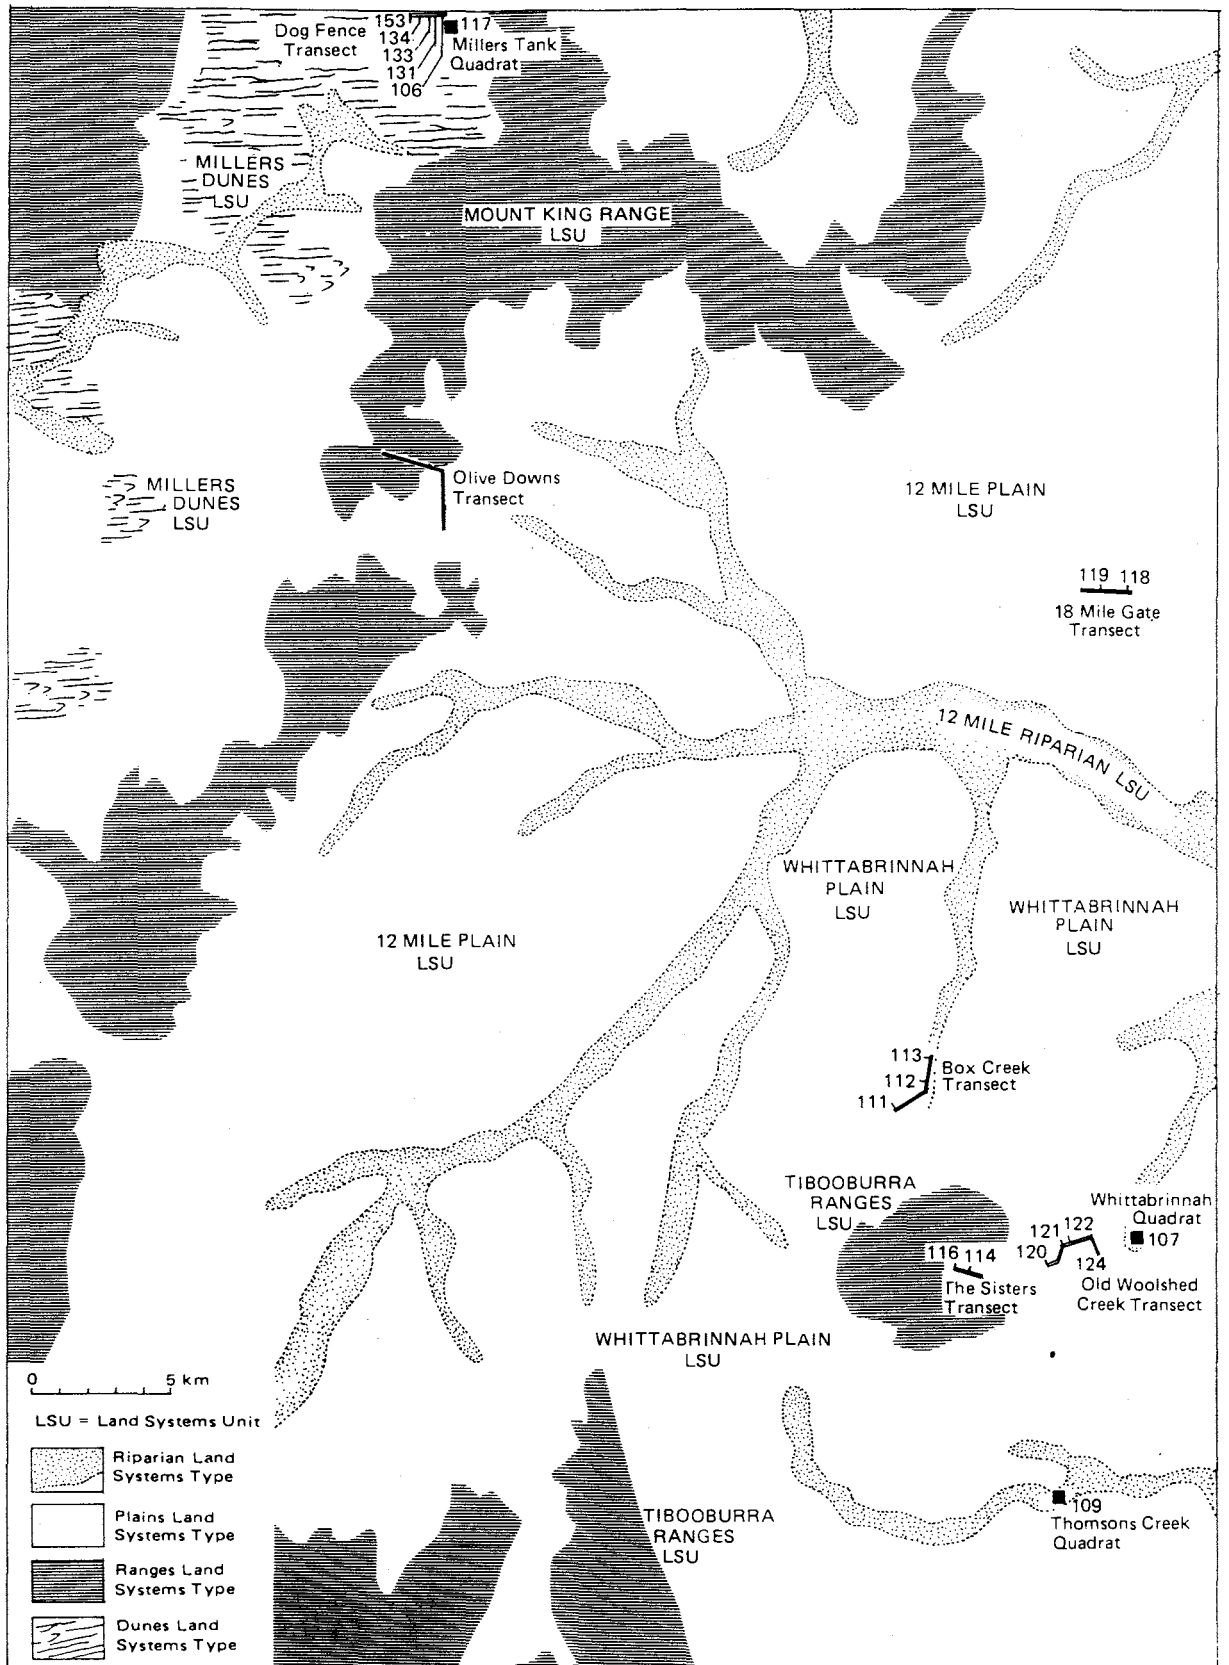 Dog Fence
Transect
153
134
133
131
106
117
Millers Tank
Quadrat
MILLERS
DUNES
LSU
MOUNT KING RANGE
LSU
Olive Downs
Transect
MILLERS
DUNES
LSU
12 MILE PLAIN
LSU
119 118
18 Mile Gate
Transect
12 MILE RIPARIAN LSU
WHITTABRINNAH
PLAIN
LSU
WHITTABRINNAH
PLAIN
LSU
12 MILE PLAIN
LSU
113
112
111
Box Creek
Transect
TIBOOBURRA
RANGES
LSU
Whittabrinnah
Quadrat
107
121 122
120
124
116 114
The Sisters
Transect
Old Woolshed
Creek Transect
WHITTABRINNAH PLAIN
LSU
0 5 km
LSU = Land Systems Unit
Riparian Land
Systems Type
Plains Land
Systems Type
Ranges Land
Systems Type
Dunes Land
Systems Type
TIBOOBURRA
RANGES
LSU
109
Thomsons Creek
Quadrat